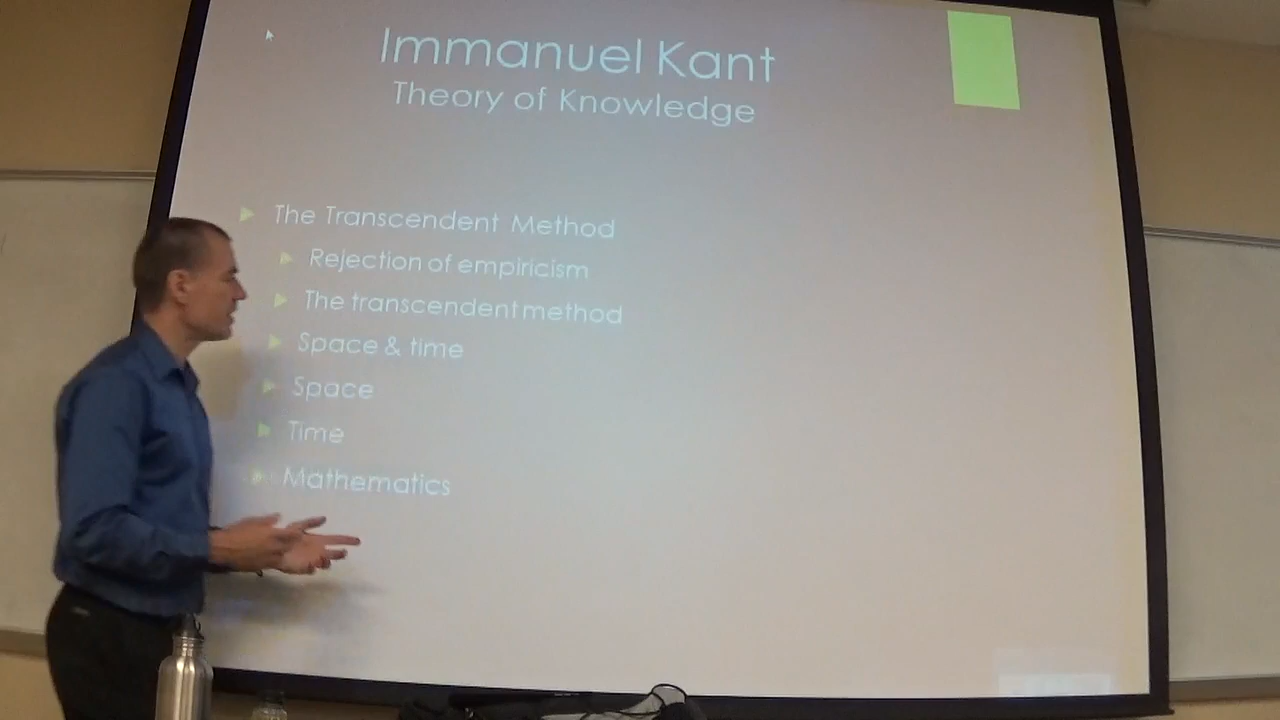 Immanuel Kant
Theory of Knowledge
The Transcendent Method
Rejection of empiricism
The transcendent method
Space & time
Space
Time
Mathematics